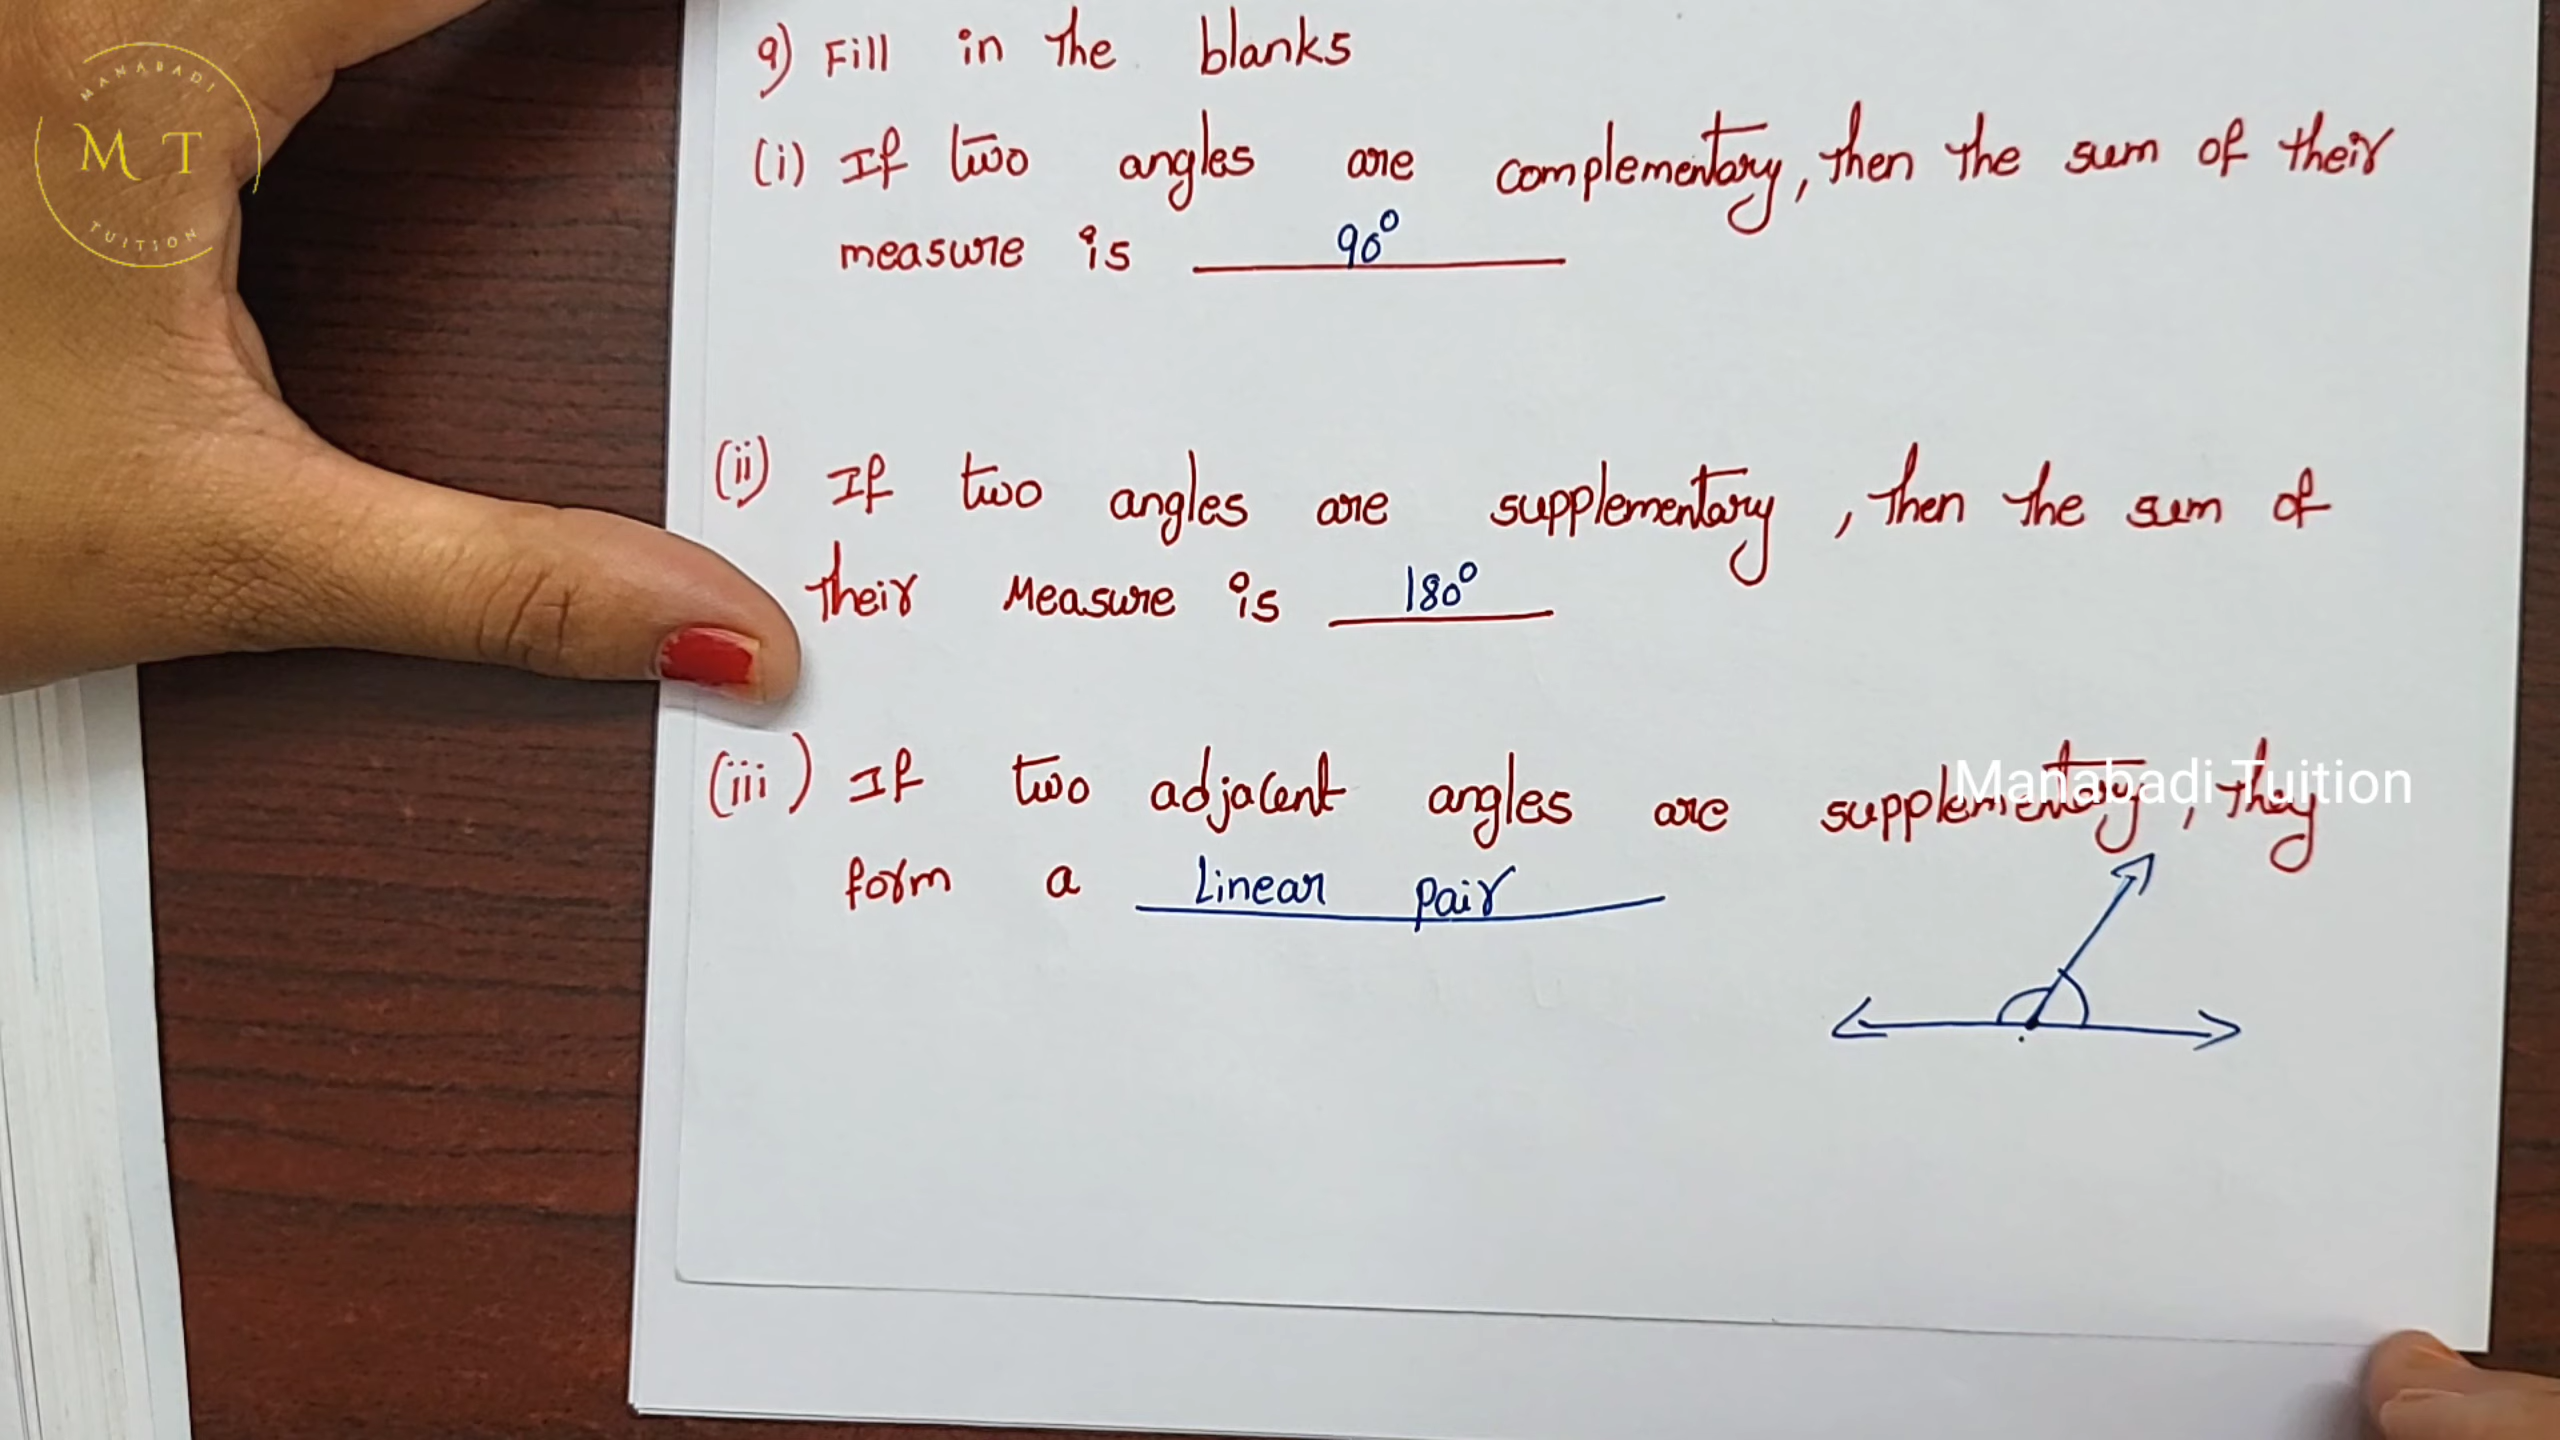 MANABADI
M T
TUITION
9) Fill in the blanks
(i) If two angles are complementary, then the sum of their
measure is 90°
(ii) If two angles are supplementary, then the sum of
their Measure is 180°
(iii) If two adjacent angles are supplementary, they
Manabadi Tuition
form a Linear pair